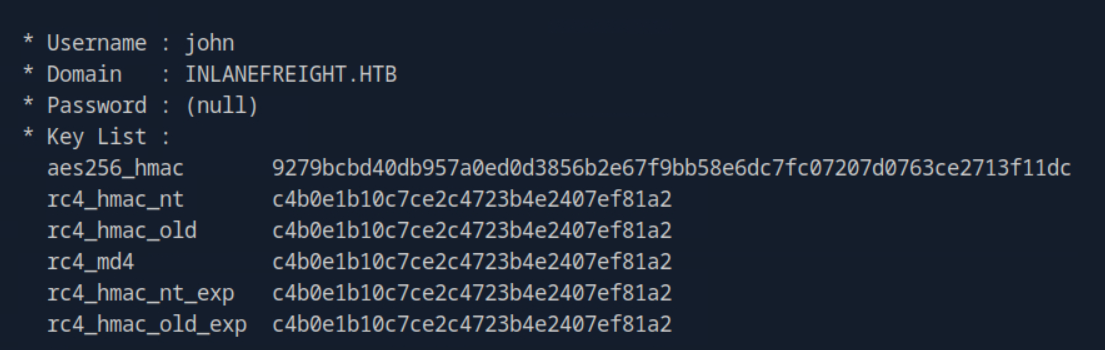 * Username : john
* Domain   : INLANEFREIGHT.HTB
* Password : (null)
* Key List :
  aes256_hmac       9279bcbd40db957a0ed0d3856b2e67f9bb58e6dc7fc07207d0763ce2713f11dc
  rc4_hmac_nt       c4b0e1b10c7ce2c4723b4e2407ef81a2
  rc4_hmac_old      c4b0e1b10c7ce2c4723b4e2407ef81a2
  rc4_md4           c4b0e1b10c7ce2c4723b4e2407ef81a2
  rc4_hmac_nt_exp   c4b0e1b10c7ce2c4723b4e2407ef81a2
  rc4_hmac_old_exp  c4b0e1b10c7ce2c4723b4e2407ef81a2